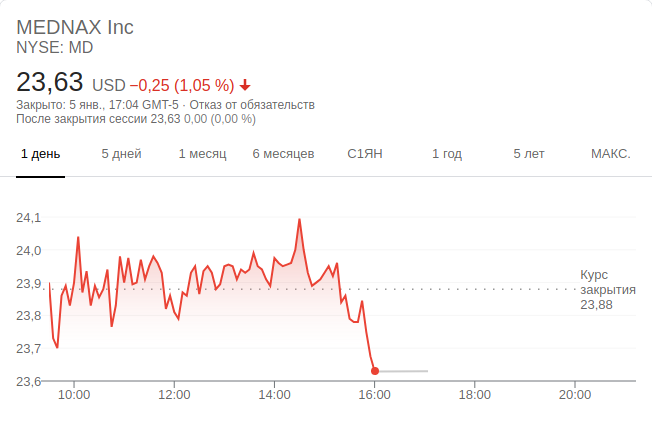 MEDNAX Inc
NYSE: MD
23,63 USD −0,25 (1,05 %)
Закрыто: 5 янв., 17:04 GMT-5 · Отказ от обязательств
После закрытия сессии 23,63 0,00 (0,00 %)
1 день 5 дней 1 месяц 6 месяцев С1ЯН 1 год 5 лет МАКС.
24,1
24,0
23,9
23,8
23,7
23,6
Курс
закрытия
23,88
10:00 12:00 14:00 16:00 18:00 20:00